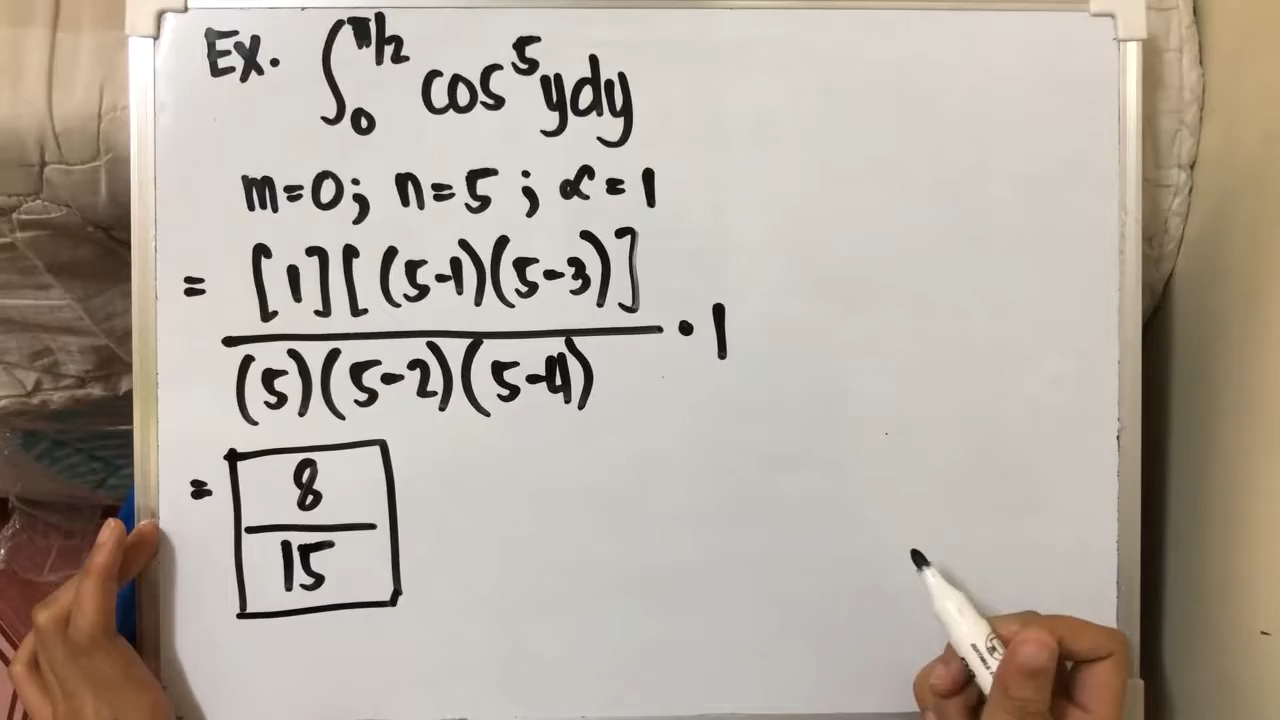 Ex. ∫₀^π/2 cos⁵ydy
m=0; n=5; α=1
= [1][(5-1)(5-3)] / (5)(5-2)(5-4) · 1
= 8/15